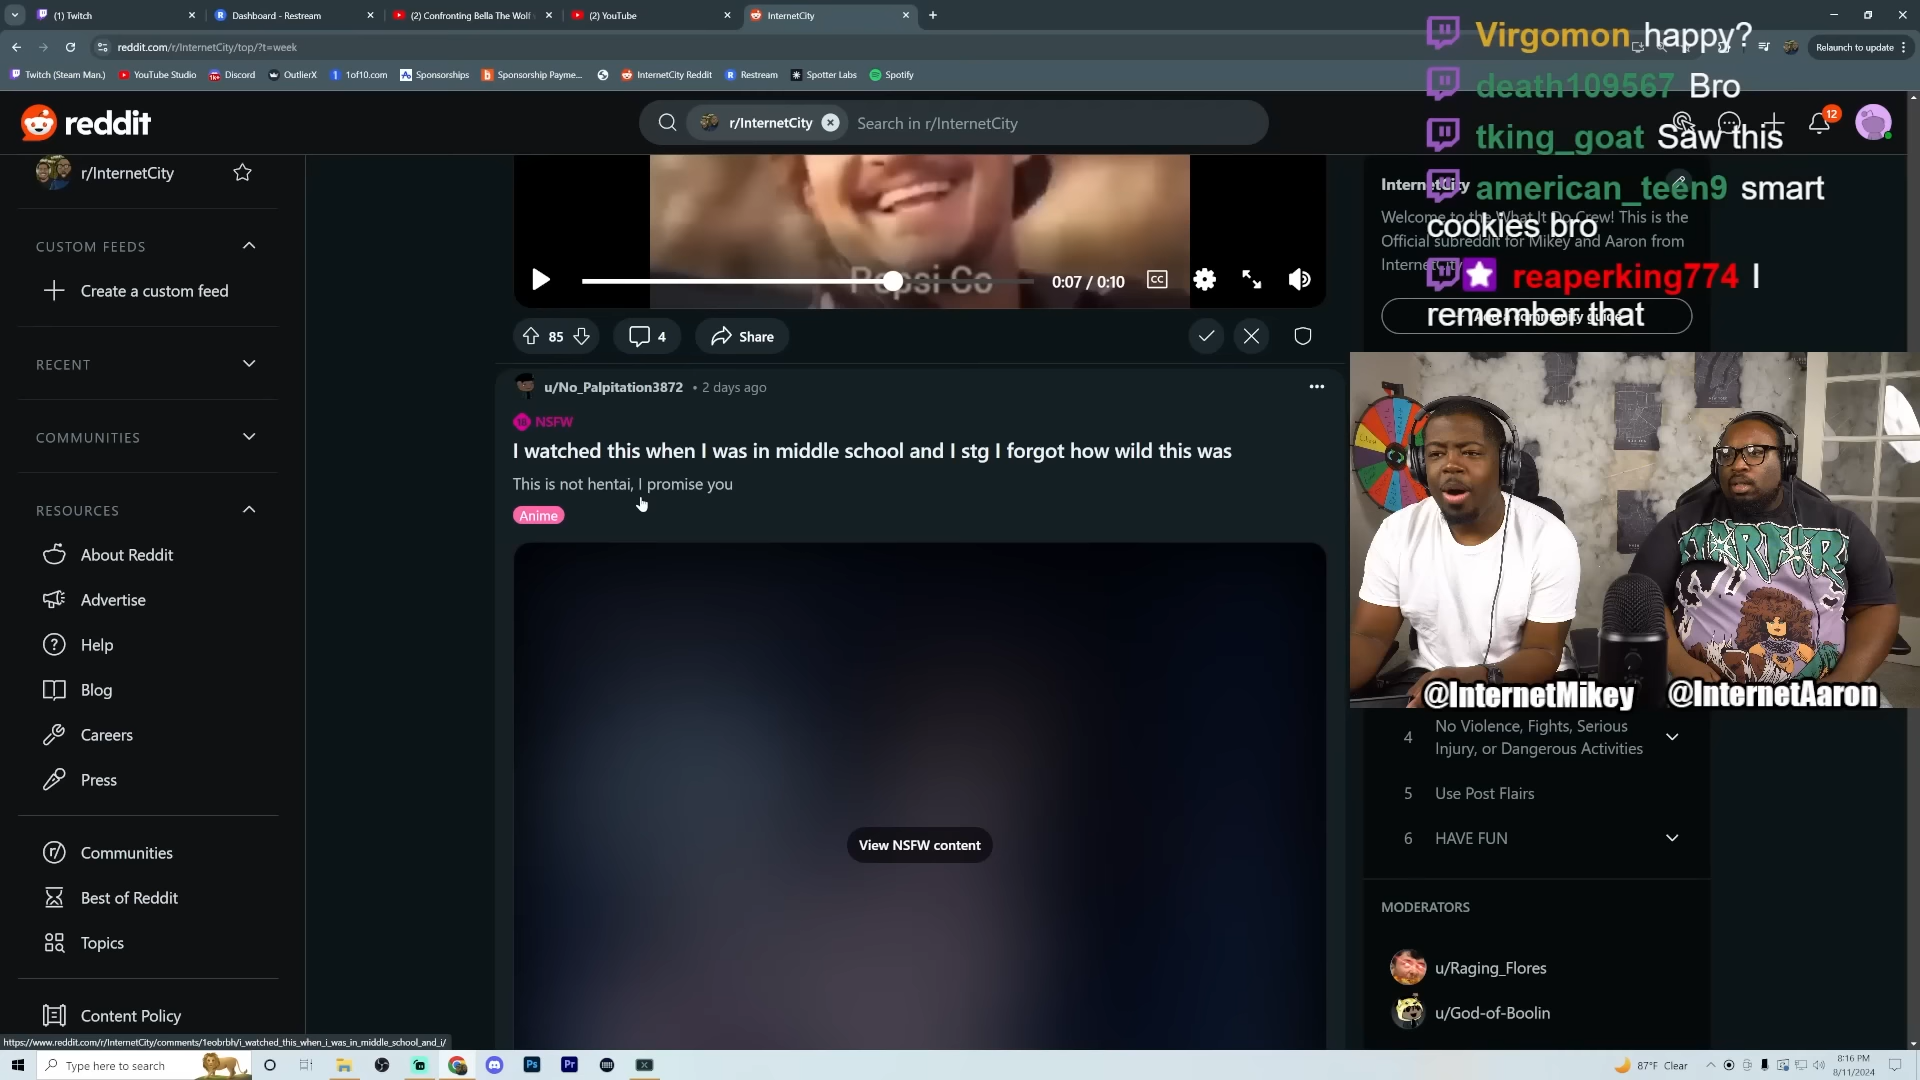 (1) Twitch
Dashboard - Restream
(2) Confronting Bella The Wolf
(2) YouTube
InternetCity
reddit.com/r/InternetCity/top/?t=week
Relaunch to update
Twitch (Steam Man.)
YouTube Studio
Discord
OutlierX
1of10.com
Sponsorships
Sponsorship Payme...
InternetCity Reddit
Restream
Spotter Labs
Spotify
Virgomon happy?
death109567 Bro
tking_goat Saw this
american_teen9 smart
cookies bro
reaperking774 I
remember that
reddit
r/InternetCity
Search in r/InternetCity
12
r/InternetCity
CUSTOM FEEDS
Create a custom feed
RECENT
COMMUNITIES
RESOURCES
About Reddit
Advertise
Help
Blog
Careers
Press
Communities
Best of Reddit
Topics
Content Policy
Pepsi Co
0:07 / 0:10
CC
85
4
Share
u/No_Palpitation3872 • 2 days ago
18 NSFW
I watched this when I was in middle school and I stg I forgot how wild this was
This is not hentai, I promise you
Anime
View NSFW content
InternetCity
Welcome to the What It Do Crew! This is the
Official subreddit for Mikey and Aaron from
InternetCity
Add a community guide
@InternetMikey
@InternetAaron
4 No Violence, Fights, Serious
Injury, or Dangerous Activities
5 Use Post Flairs
6 HAVE FUN
MODERATORS
u/Raging_Flores
u/God-of-Boolin
https://www.reddit.com/r/InternetCity/comments/1eobrbh/i_watched_this_when_i_was_in_middle_school_and_i/
Type here to search
Ps
Pr
87°F Clear
8:16 PM
8/11/2024